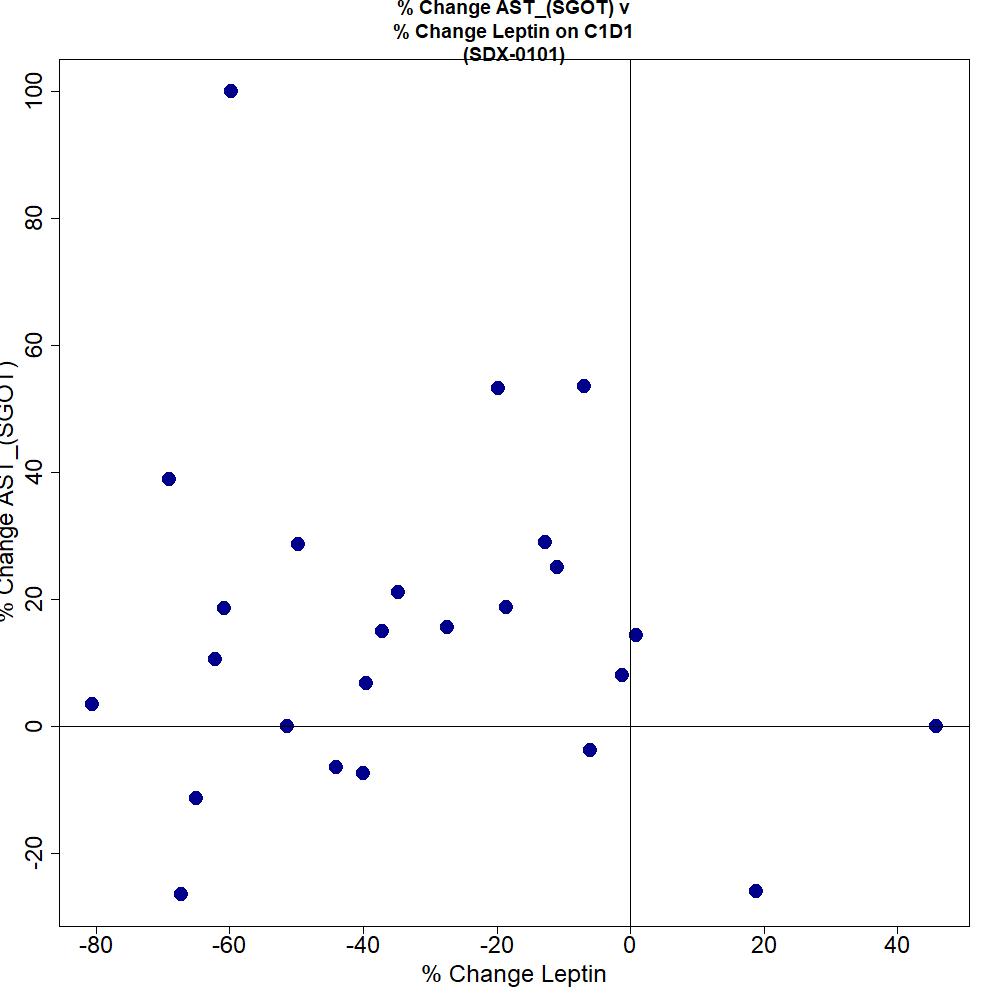 % Change AST_(SGOT) v
% Change Leptin on C1D1
(SDX-0101)
% Change AST_(SGOT)
100
80
60
40
20
0
-20
-80 -60 -40 -20 0 20 40
% Change Leptin